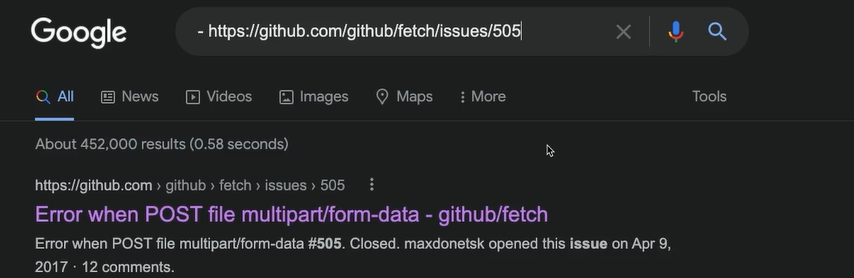 Google
- https://github.com/github/fetch/issues/505
All News Videos Images Maps More Tools
About 452,000 results (0.58 seconds)
https://github.com › github › fetch › issues › 505
Error when POST file multipart/form-data - github/fetch
Error when POST file multipart/form-data #505. Closed. maxdonetsk opened this issue on Apr 9,
2017 · 12 comments.